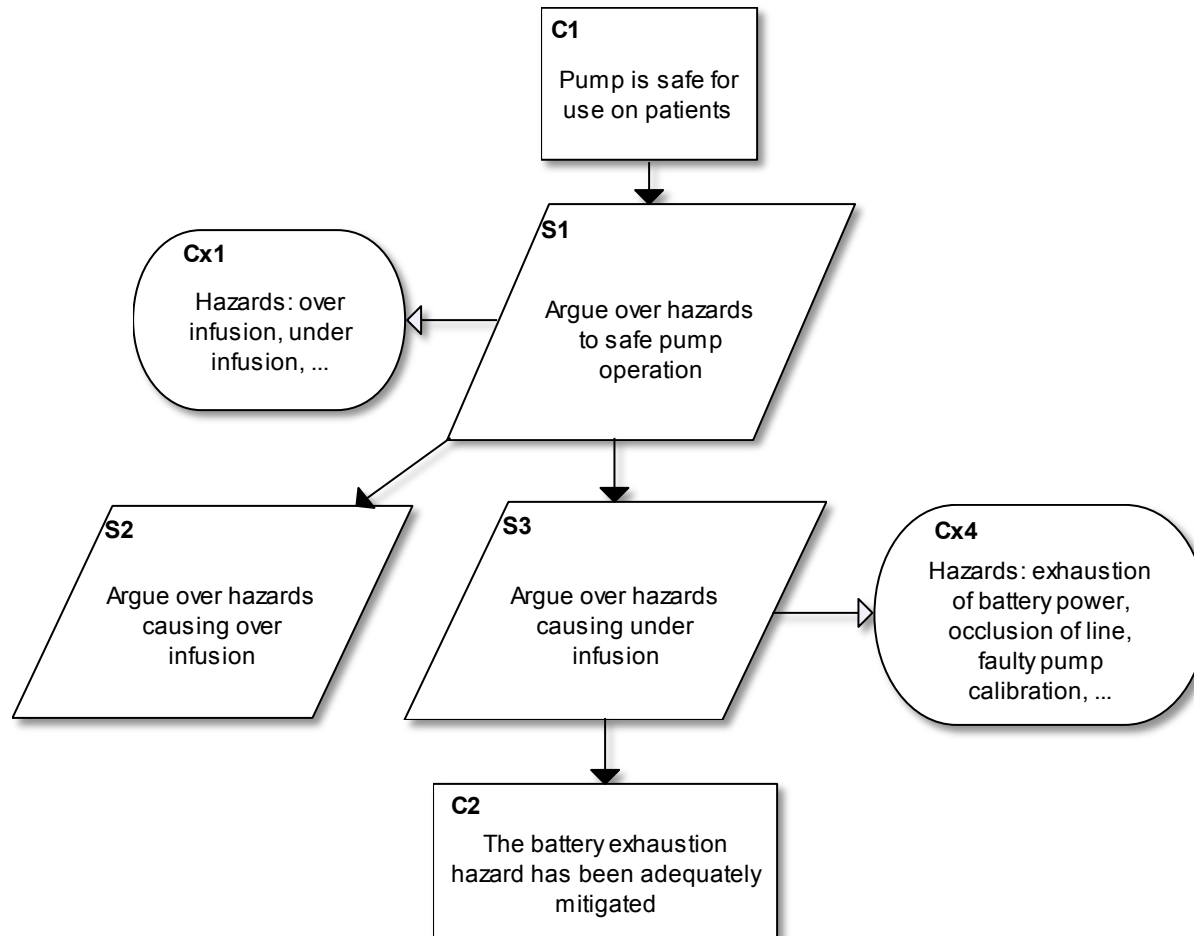 C1
Pump is safe for
use on patients
S1
Argue over hazards
to safe pump
operation
Cx1
Hazards: over
infusion, under
infusion, ...
S2
Argue over hazards
causing over
infusion
S3
Argue over hazards
causing under
infusion
Cx4
Hazards: exhaustion
of battery power,
occlusion of line,
faulty pump
calibration, ...
C2
The battery exhaustion
hazard has been adequately
mitigated